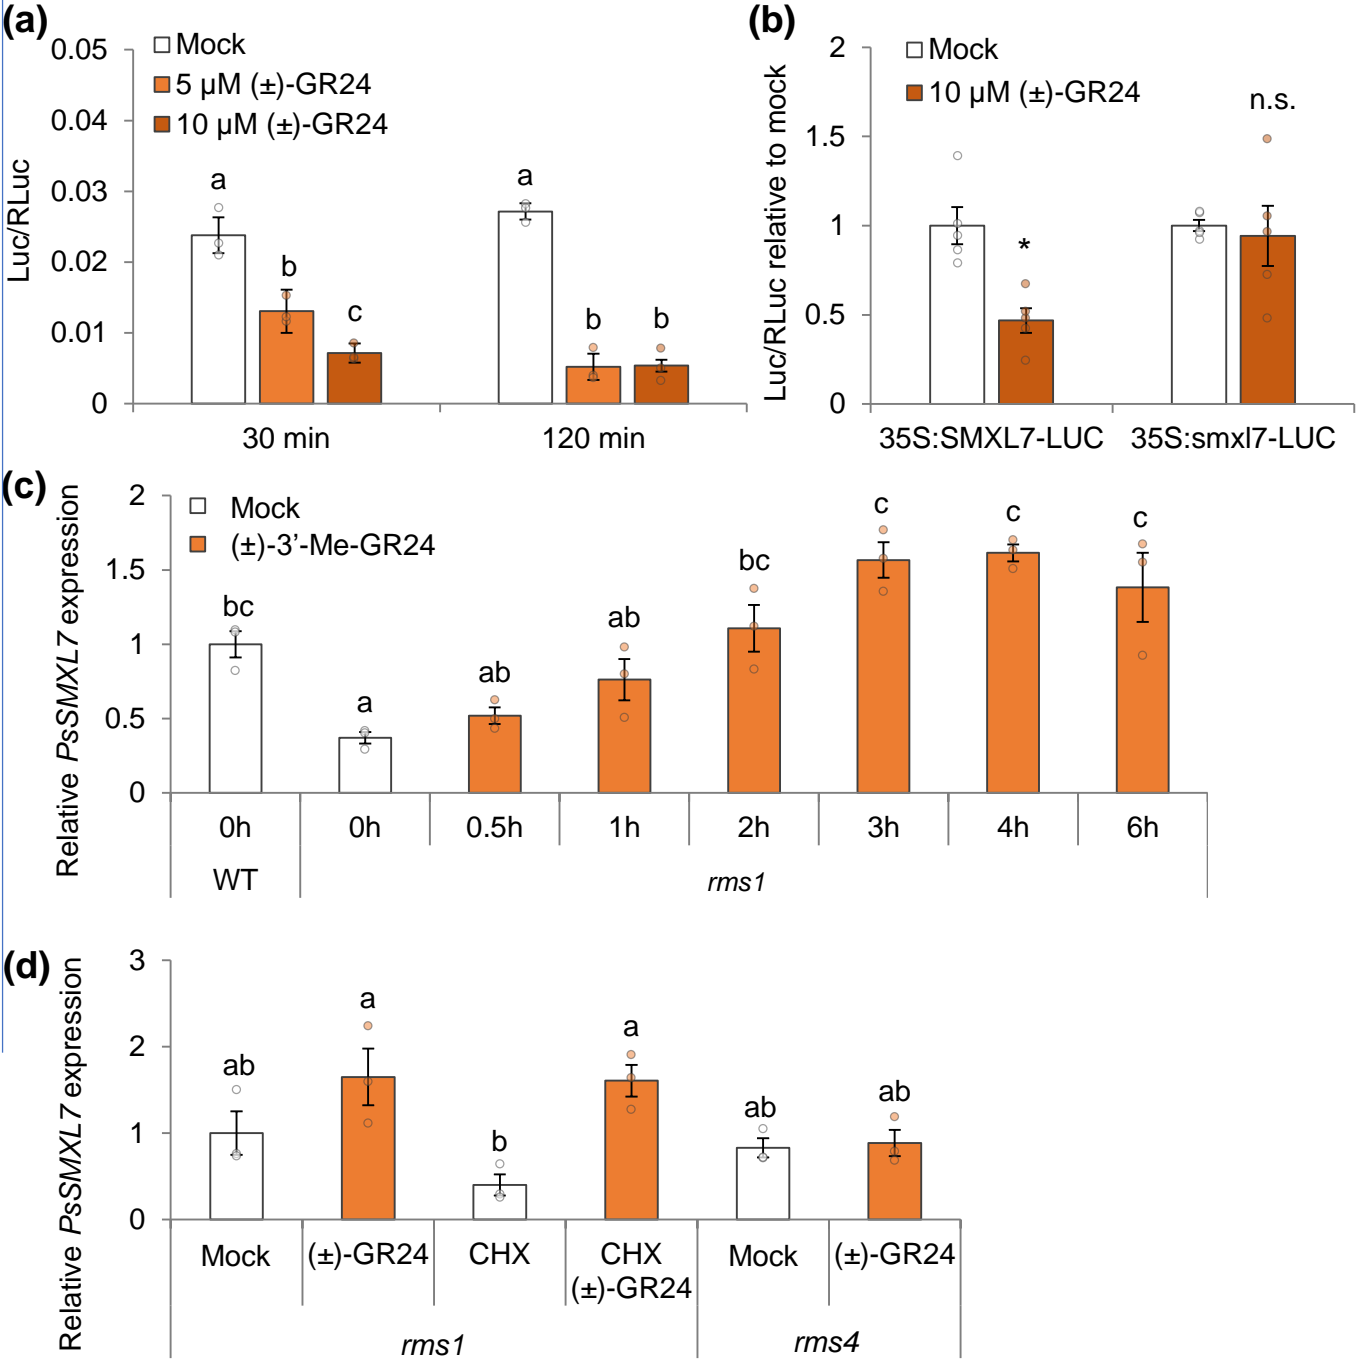 (a)
0.05
0.04
0.03
0.02
0.01
0
Luc/RLuc
Mock
5 µM (±)-GR24
10 µM (±)-GR24
a
b
c
a
b
b
30 min
120 min
(b)
2
1.5
1
0.5
0
Luc/RLuc relative to mock
Mock
10 µM (±)-GR24
*
n.s.
35S:SMXL7-LUC
35S:smxl7-LUC
(c)
2
1.5
1
0.5
0
Relative PsSMXL7 expression
Mock
(±)-3’-Me-GR24
bc
a
ab
ab
bc
c
c
c
0h
0h
0.5h
1h
2h
3h
4h
6h
WT
rms1
(d)
3
2
1
0
Relative PsSMXL7 expression
ab
a
b
a
ab
ab
Mock
(±)-GR24
CHX
CHX
(±)-GR24
Mock
(±)-GR24
rms1
rms4